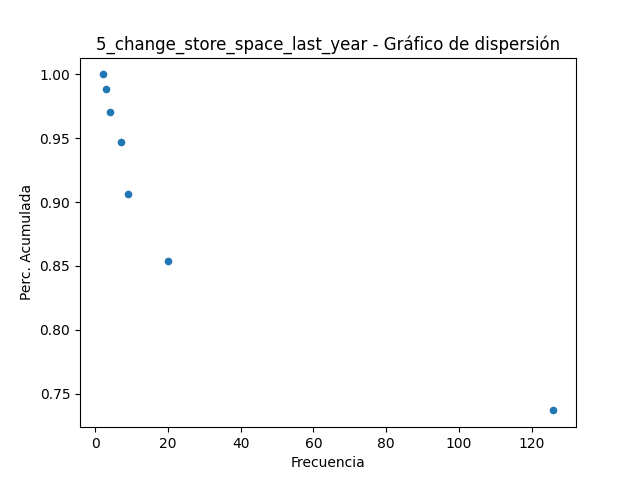 5_change_store_space_last_year - Gráfico de dispersión
1.00
0.95
0.90
0.85
0.80
0.75
Perc. Acumulada
0 20 40 60 80 100 120
Frecuencia